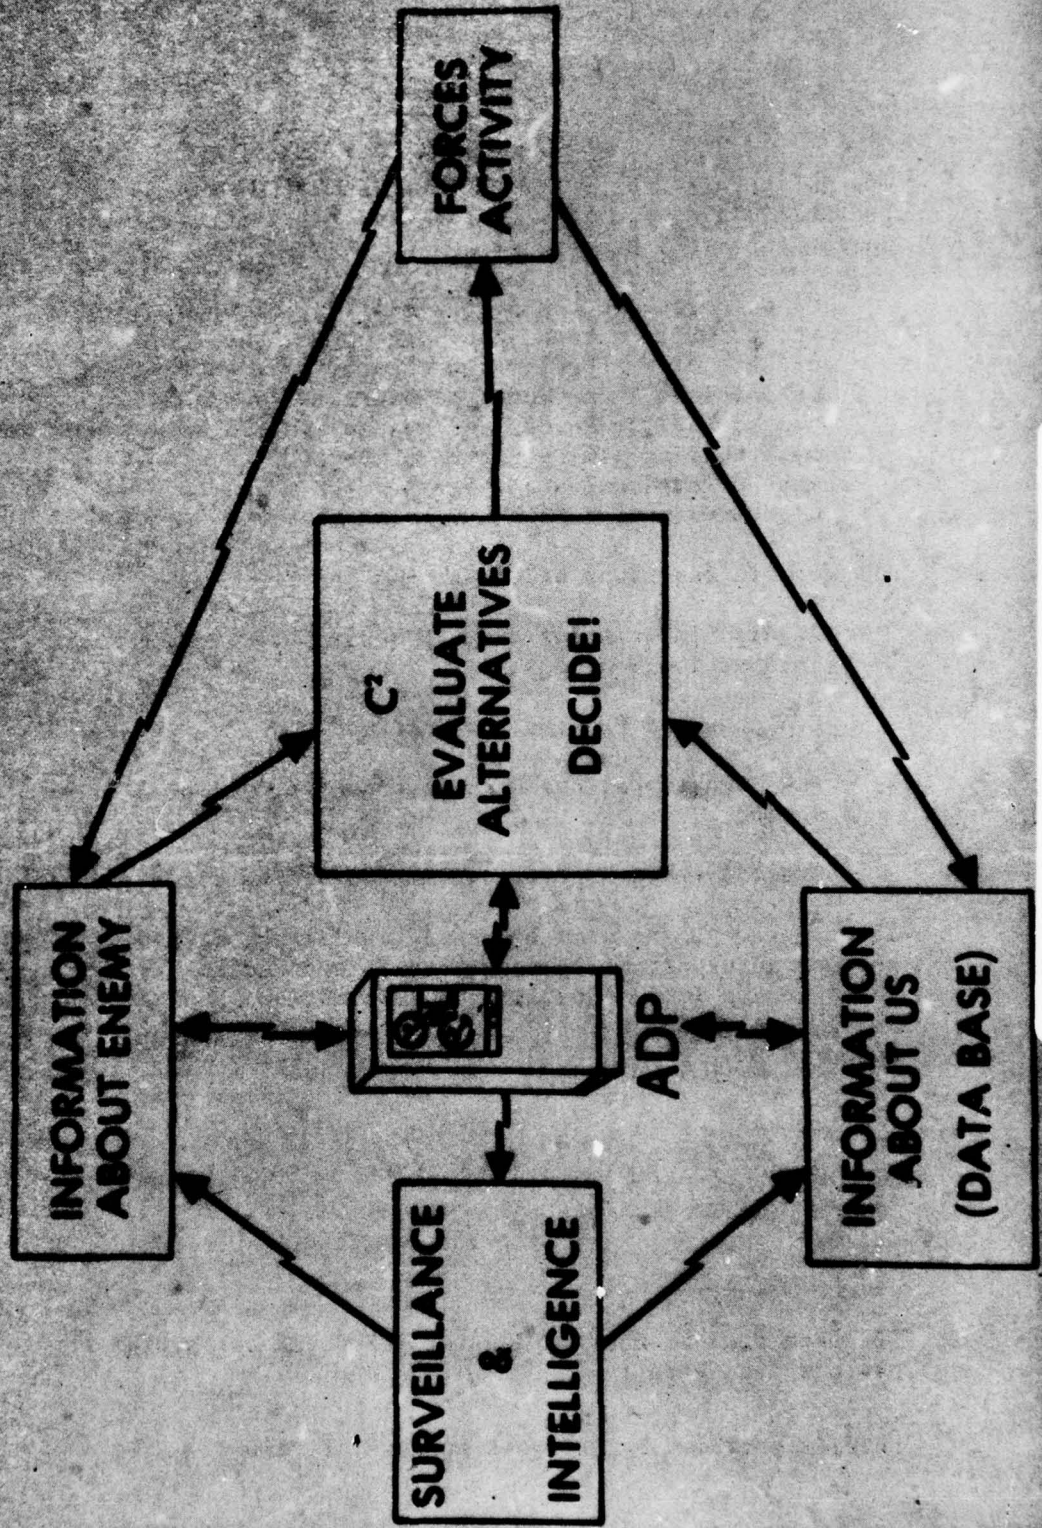 INFORMATION
ABOUT ENEMY
SURVEILLANCE
&
INTELLIGENCE
ADP
C²
EVALUATE
ALTERNATIVES
DECIDE!
FORCES
ACTIVITY
INFORMATION
ABOUT US
(DATA BASE)